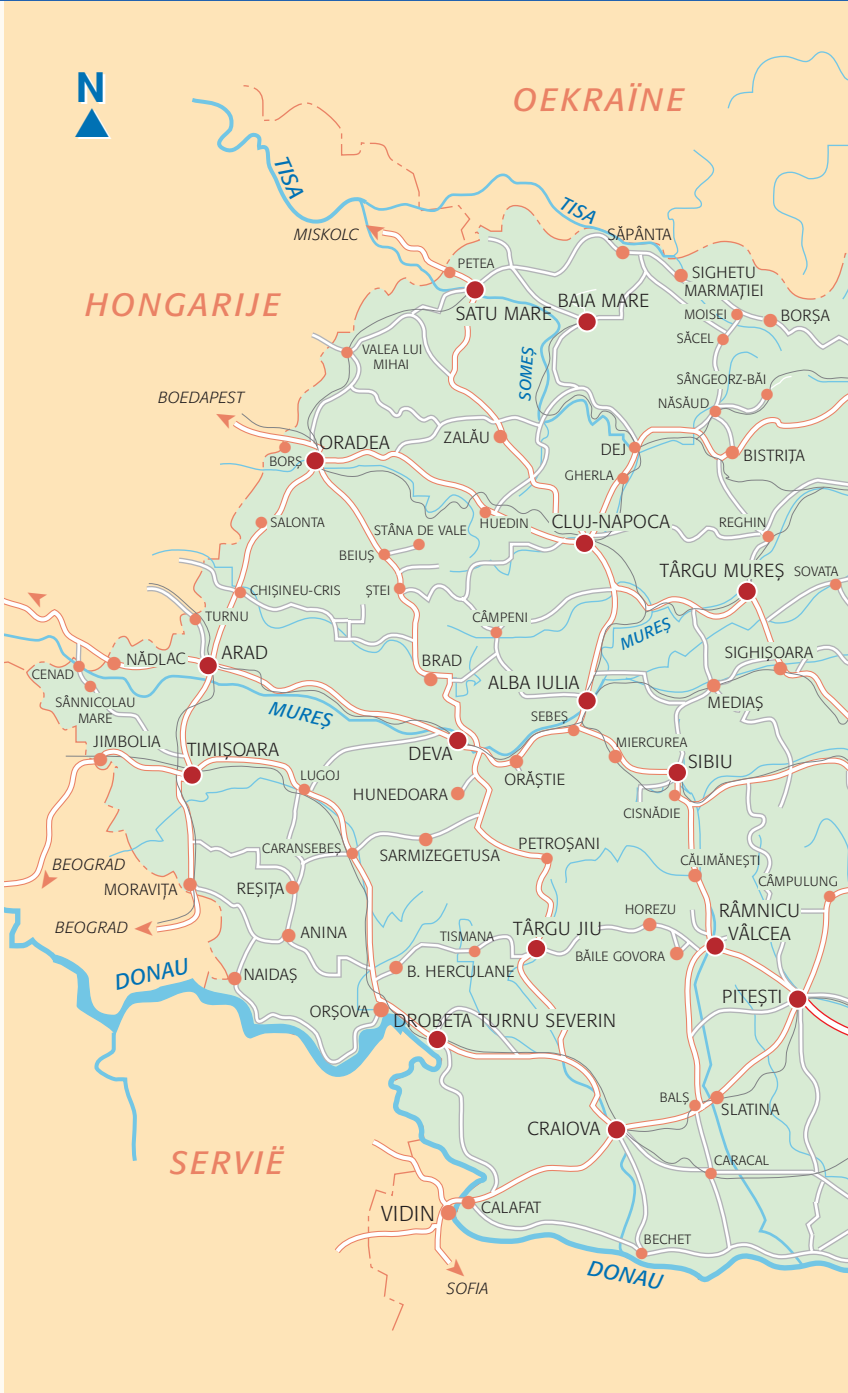 N
OEKRAÏNE
TISA
TISA
MISKOLC
SĂPÂNTA
PETEA
SIGHETU
MARMAȚIEI
HONGARIJE
SATU MARE
BAIA MARE
MOISEI
BORȘA
SĂCEL
VALEA LUI
MIHAI
SOMEȘ
SÂNGEORZ-BĂI
BOEDAPEST
NĂSĂUD
ORADEA
ZALĂU
DEJ
BISTRIȚA
BORȘ
GHERLA
SALONTA
HUEDIN
CLUJ-NAPOCA
REGHIN
STÂNA DE VALE
BEIUȘ
TÂRGU MUREȘ
SOVATA
CHIȘINEU-CRIS
ȘTEI
TURNU
CÂMPENI
MUREȘ
NĂDLAC
ARAD
BRAD
SIGHIȘOARA
CENAD
ALBA IULIA
MEDIAȘ
SÂNNICOLAU
MARE
MUREȘ
SEBEȘ
JIMBOLIA
TIMIȘOARA
DEVA
MIERCUREA
SIBIU
LUGOJ
ORĂȘTIE
HUNEDOARA
CISNĂDIE
CARANSEBEȘ
SARMIZEGETUSA
PETROȘANI
BEOGRAD
CĂLIMĂNEȘTI
MORAVIȚA
REȘIȚA
CÂMPULUNG
BEOGRAD
ANINA
TISMANA
TÂRGU JIU
HOREZU
RÂMNICU
VÂLCEA
BĂILE GOVORA
DONAU
NAIDAȘ
B. HERCULANE
PITEȘTI
ORȘOVA
DROBETA TURNU SEVERIN
BALȘ
SLATINA
CRAIOVA
SERVIË
CARACAL
VIDIN
CALAFAT
BECHET
SOFIA
DONAU